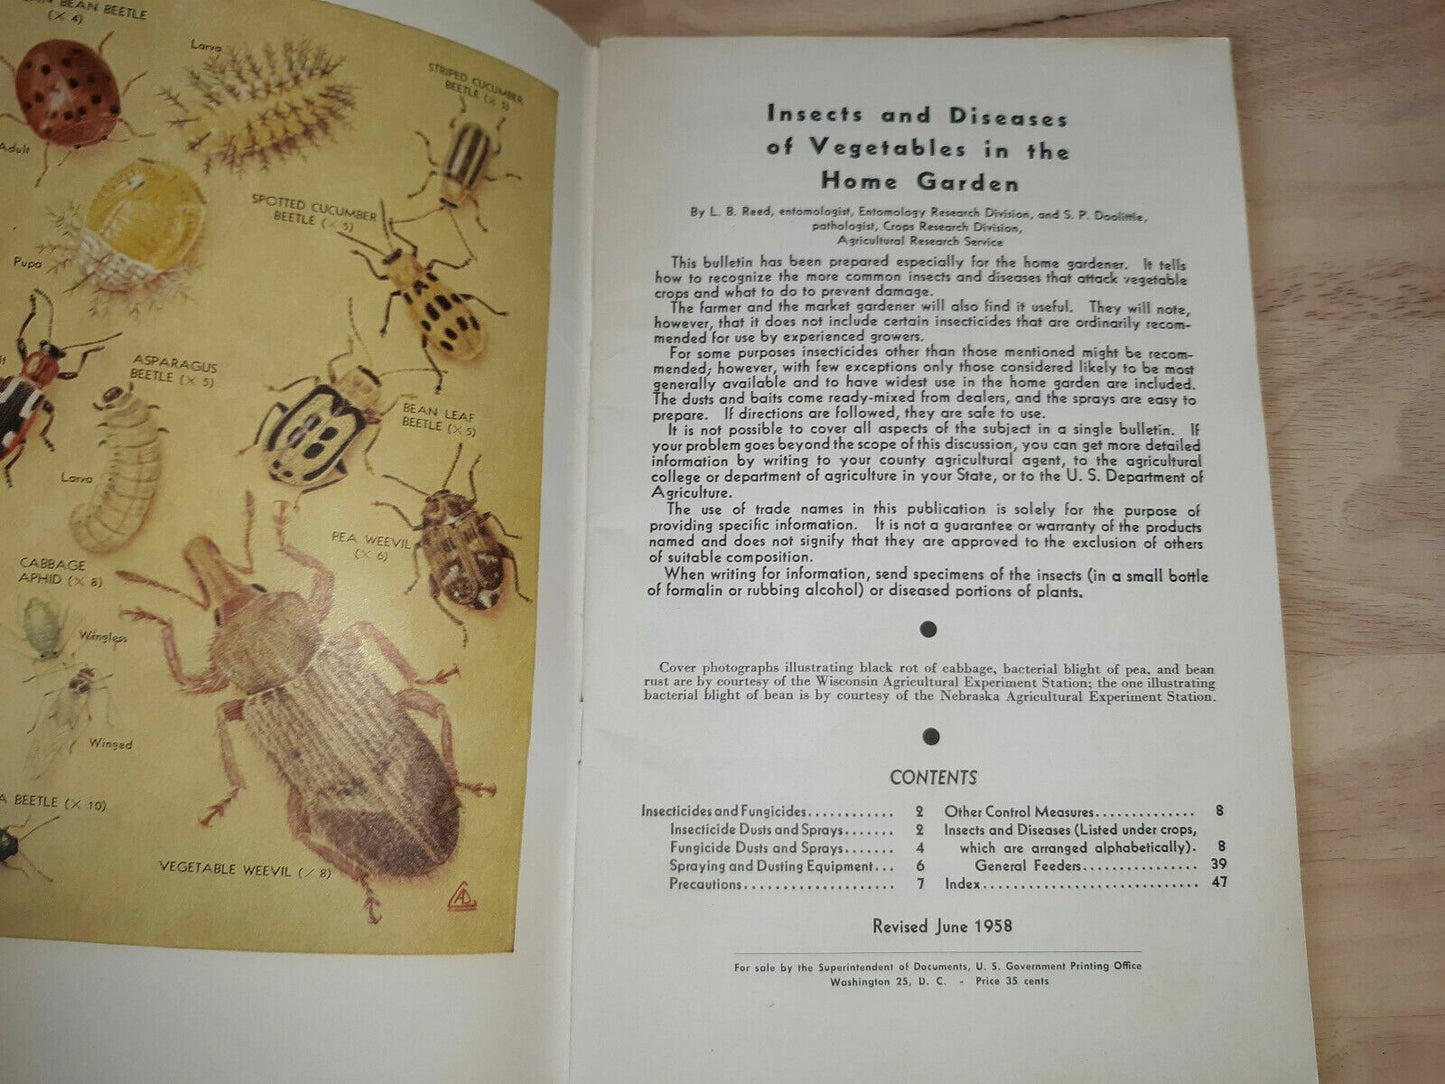 BEAN BEETLE
(X 4)
Larva
Adult
STRIPED CUCUMBER
BEETLE (X 5)
SPOTTED CUCUMBER
BEETLE (X 5)
Pupa
ASPARAGUS
BEETLE (X 5)
Larva
BEAN LEAF
BEETLE (X 5)
PEA WEEVIL
(X 6)
CABBAGE
APHID (X 8)
Wingless
Winged
BEETLE (X 10)
VEGETABLE WEEVIL (X 8)
Insects and Diseases
of Vegetables in the
Home Garden
By L. B. Reed, entomologist, Entomology Research Division, and S. P. Doolittle,
pathologist, Crops Research Division,
Agricultural Research Service
This bulletin has been prepared especially for the home gardener. It tells
how to recognize the more common insects and diseases that attack vegetable
crops and what to do to prevent damage.
The farmer and the market gardener will also find it useful. They will note,
however, that it does not include certain insecticides that are ordinarily recom-
mended for use by experienced growers.
For some purposes insecticides other than those mentioned might be recom-
mended; however, with few exceptions only those considered likely to be most
generally available and to have widest use in the home garden are included.
The dusts and baits come ready-mixed from dealers, and the sprays are easy to
prepare. If directions are followed, they are safe to use.
It is not possible to cover all aspects of the subject in a single bulletin. If
your problem goes beyond the scope of this discussion, you can get more detailed
information by writing to your county agricultural agent, to the agricultural
college or department of agriculture in your State, or to the U. S. Department of
Agriculture.
The use of trade names in this publication is solely for the purpose of
providing specific information. It is not a guarantee or warranty of the products
named and does not signify that they are approved to the exclusion of others
of suitable composition.
When writing for information, send specimens of the insects (in a small bottle
of formalin or rubbing alcohol) or diseased portions of plants.
Cover photographs illustrating black rot of cabbage, bacterial blight of pea, and bean
rust are by courtesy of the Wisconsin Agricultural Experiment Station; the one illustrating
bacterial blight of bean is by courtesy of the Nebraska Agricultural Experiment Station.
CONTENTS
Insecticides and Fungicides............ 2
Insecticide Dusts and Sprays....... 2
Fungicide Dusts and Sprays....... 4
Spraying and Dusting Equipment... 6
Precautions.................... 7
Other Control Measures.............. 8
Insects and Diseases (Listed under crops,
which are arranged alphabetically). 8
General Feeders................ 39
Index............................ 47
Revised June 1958
For sale by the Superintendent of Documents, U. S. Government Printing Office
Washington 25, D. C. - Price 35 cents